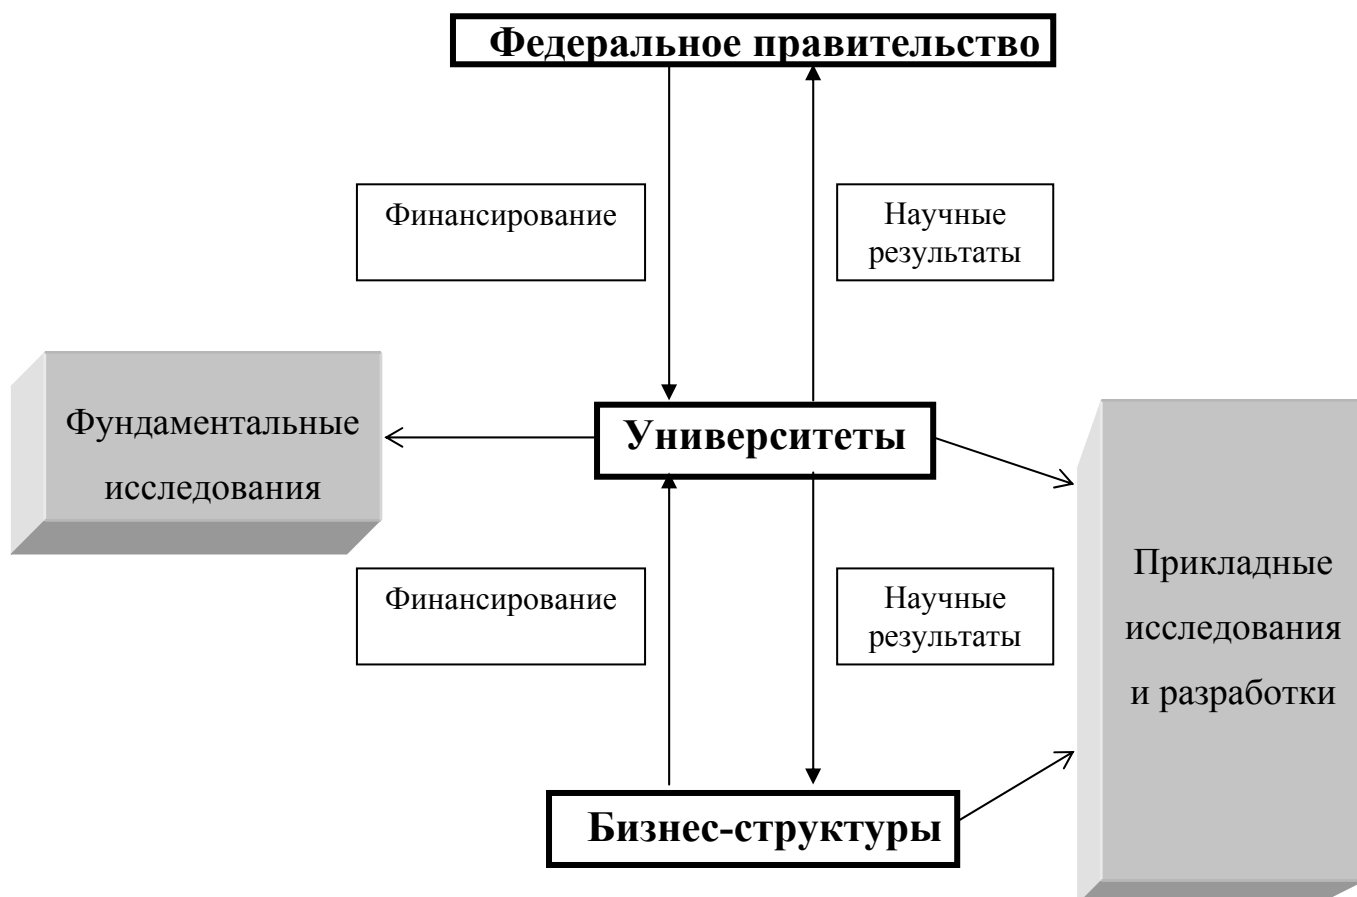 Федеральное правительство
Финансирование
Научные
результаты
Фундаментальные
исследования
Университеты
Финансирование
Научные
результаты
Прикладные
исследования
и разработки
Бизнес-структуры